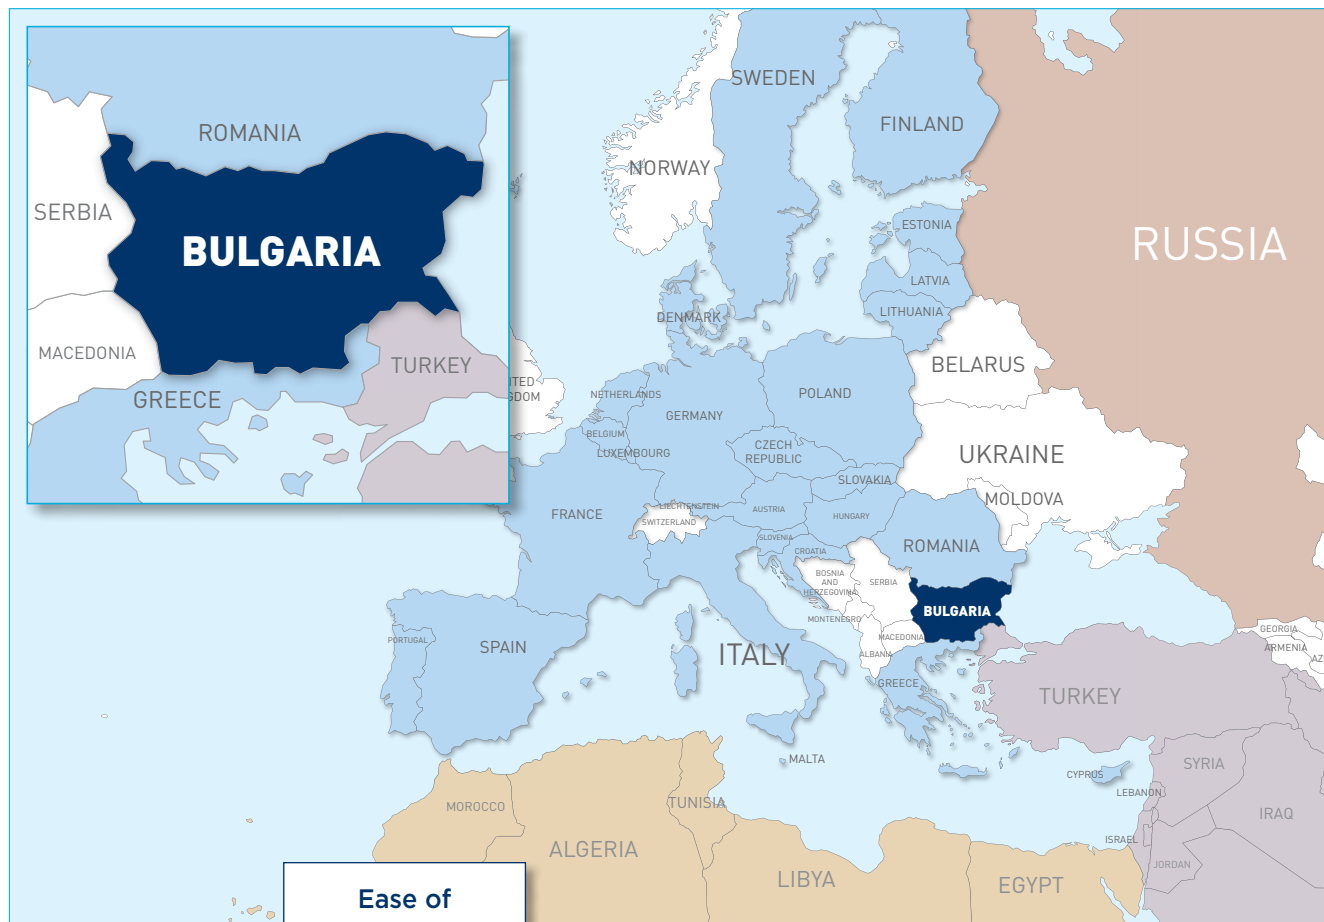 ROMANIA
SERBIA
BULGARIA
MACEDONIA
TURKEY
GREECE
SWEDEN
FINLAND
NORWAY
ESTONIA
RUSSIA
LATVIA
LITHUANIA
DENMARK
BELARUS
ITED
GDOM
NETHERLANDS
POLAND
GERMANY
BELGIUM
LUXEMBOURG
CZECH
REPUBLIC
UKRAINE
SLOVAKIA
MOLDOVA
LIECHTENSTEIN
FRANCE
SWITZERLAND
AUSTRIA
HUNGARY
SLOVENIA
CROATIA
ROMANIA
BOSNIA
AND
HERZEGOVINA
SERBIA
BULGARIA
MONTENEGRO
MACEDONIA
ALBANIA
GEORGIA
ARMENIA
AZ
PORTUGAL
SPAIN
ITALY
GREECE
TURKEY
MALTA
CYPRUS
SYRIA
LEBANON
IRAQ
ISRAEL
JORDAN
MOROCCO
TUNISIA
ALGERIA
LIBYA
EGYPT
Ease of